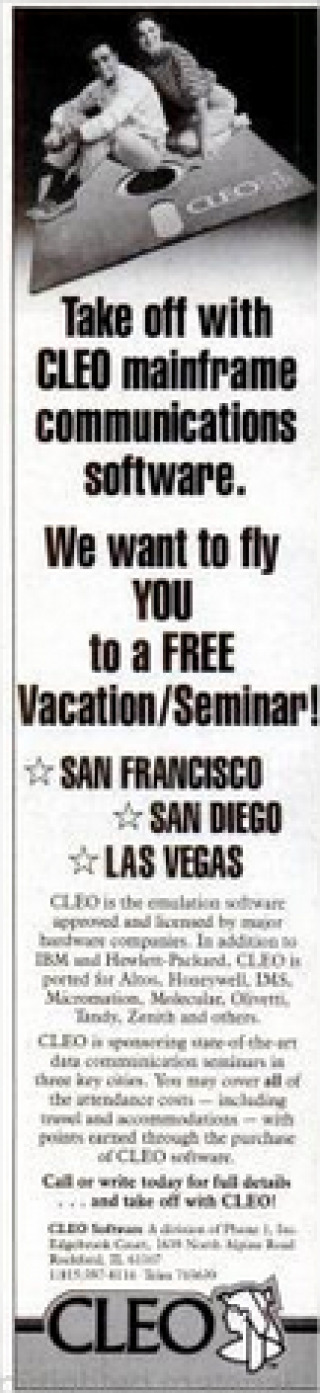 CLEO
Take off with
CLEO mainframe
communications
software.
We want to fly
YOU
to a FREE
Vacation/Seminar!
☆ SAN FRANCISCO
☆ SAN DIEGO
☆ LAS VEGAS
CLEO is the emulation software
approved and licensed by major
hardware companies. In addition to
IBM and Hewlett-Packard, CLEO is
ported for Altos, Honeywell, IMS,
Micromation, Molecular, Olivetti,
Tandy, Zenith and others.
CLEO is sponsoring state-of-the-art
data communication seminars in
three key cities. You may cover all of
the attendance costs — including
travel and accommodations — with
points earned through the purchase
of CLEO software.
Call or write today for full details
. . . and take off with CLEO!
CLEO Software A division of Phone 1, Inc.
Edgebrook Court, 1639 North Alpine Road
Rockford, IL 61107
CLEO